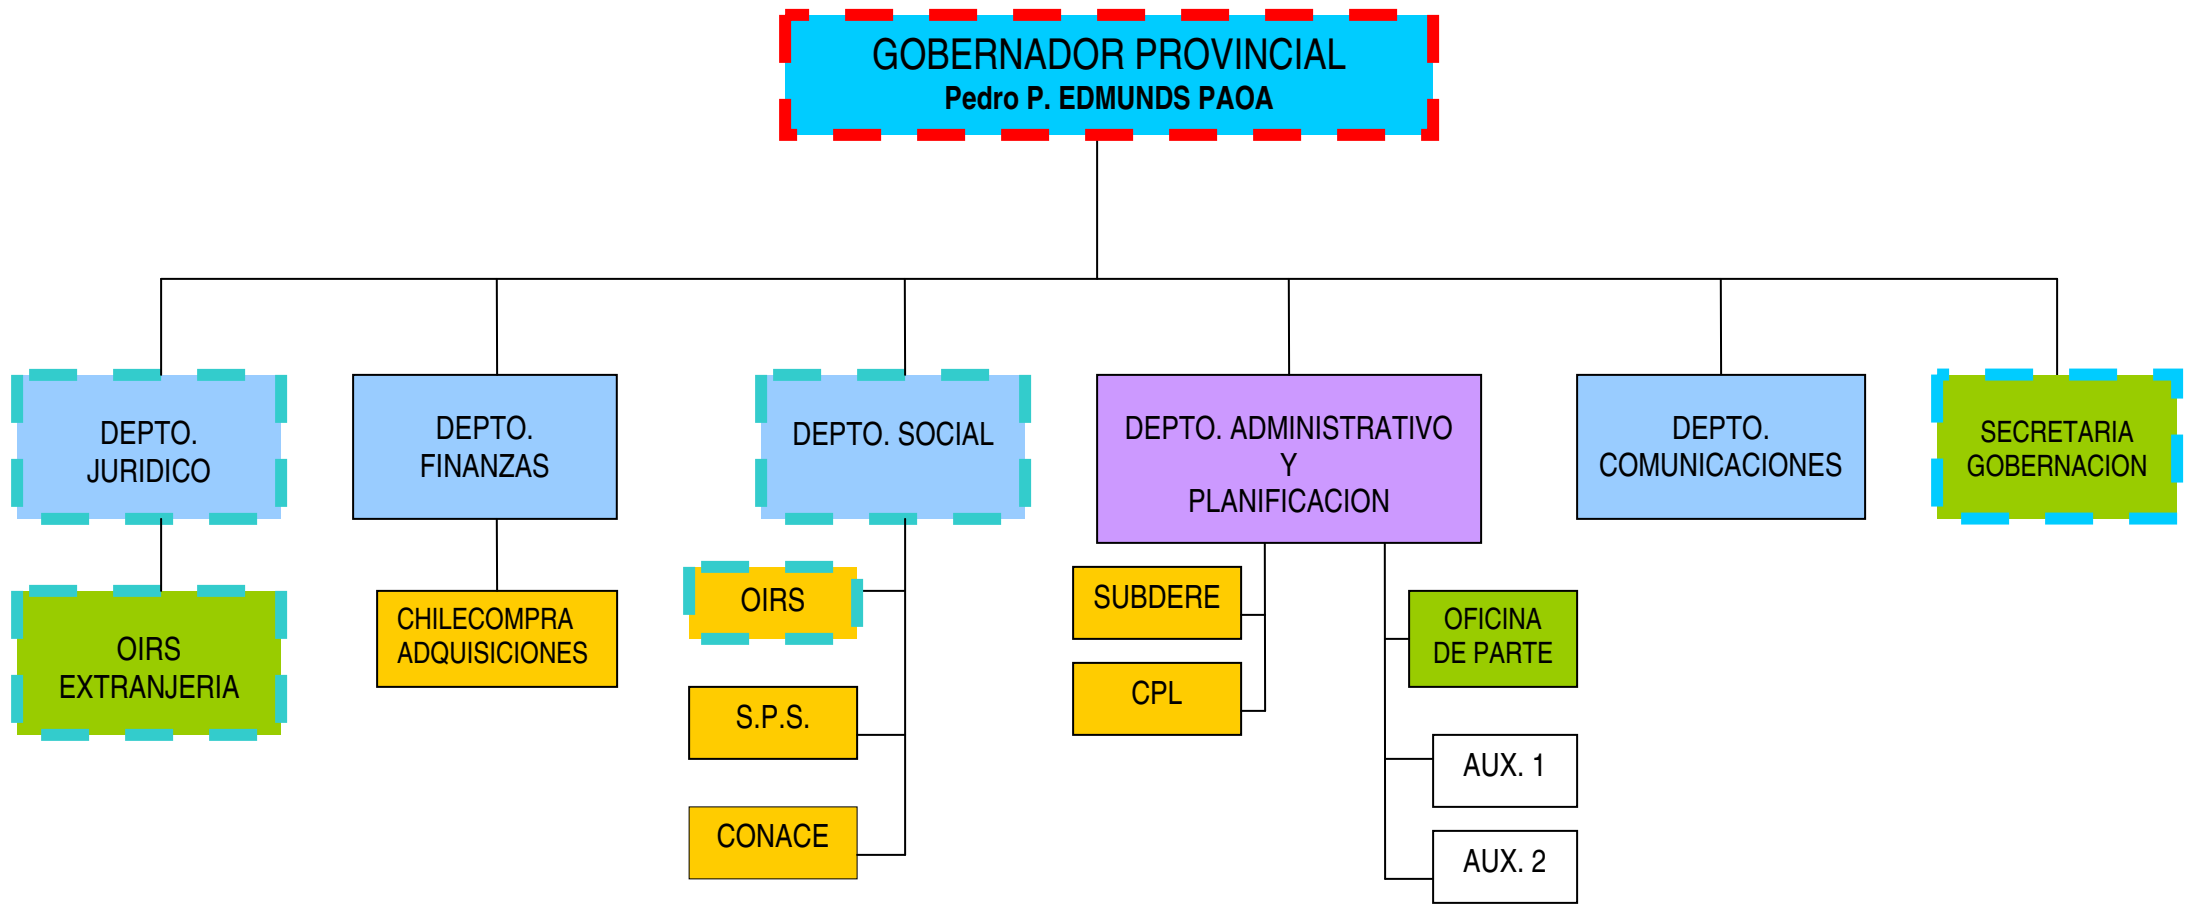 GOBERNADOR PROVINCIAL
Pedro P. EDMUNDS PAOA
DEPTO.
JURIDICO
DEPTO.
FINANZAS
DEPTO. SOCIAL
DEPTO. ADMINISTRATIVO
Y
PLANIFICACION
DEPTO.
COMUNICACIONES
SECRETARIA
GOBERNACION
OIRS
EXTRANJERIA
CHILECOMPRA
ADQUISICIONES
OIRS
S.P.S.
CONACE
SUBDERE
CPL
OFICINA
DE PARTE
AUX. 1
AUX. 2